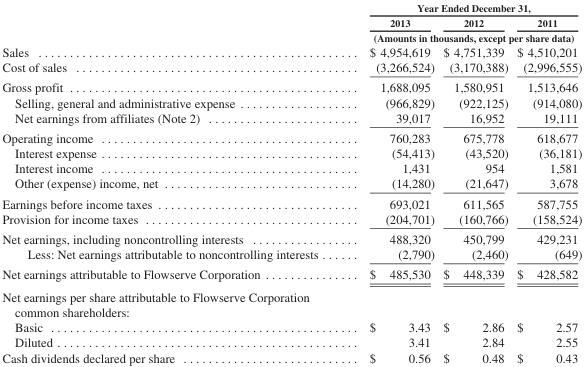 Year Ended December 31,
2013 2012 2011
(Amounts in thousands, except per share data)
Sales $ 4,954,619 $ 4,751,339 $ 4,510,201
Cost of sales (3,266,524) (3,170,388) (2,996,555)
Gross profit 1,688,095 1,580,951 1,513,646
Selling, general and administrative expense (966,829) (922,125) (914,080)
Net earnings from affiliates (Note 2) 39,017 16,952 19,111
Operating income 760,283 675,778 618,677
Interest expense (54,413) (43,520) (36,181)
Interest income 1,431 954 1,581
Other (expense) income, net (14,280) (21,647) 3,678
Earnings before income taxes 693,021 611,565 587,755
Provision for income taxes (204,701) (160,766) (158,524)
Net earnings, including noncontrolling interests 488,320 450,799 429,231
Less: Net earnings attributable to noncontrolling interests (2,790) (2,460) (649)
Net earnings attributable to Flowserve Corporation $ 485,530 $ 448,339 $ 428,582
Net earnings per share attributable to Flowserve Corporation
common shareholders:
Basic $ 3.43 $ 2.86 $ 2.57
Diluted 3.41 2.84 2.55
Cash dividends declared per share $ 0.56 $ 0.48 $ 0.43